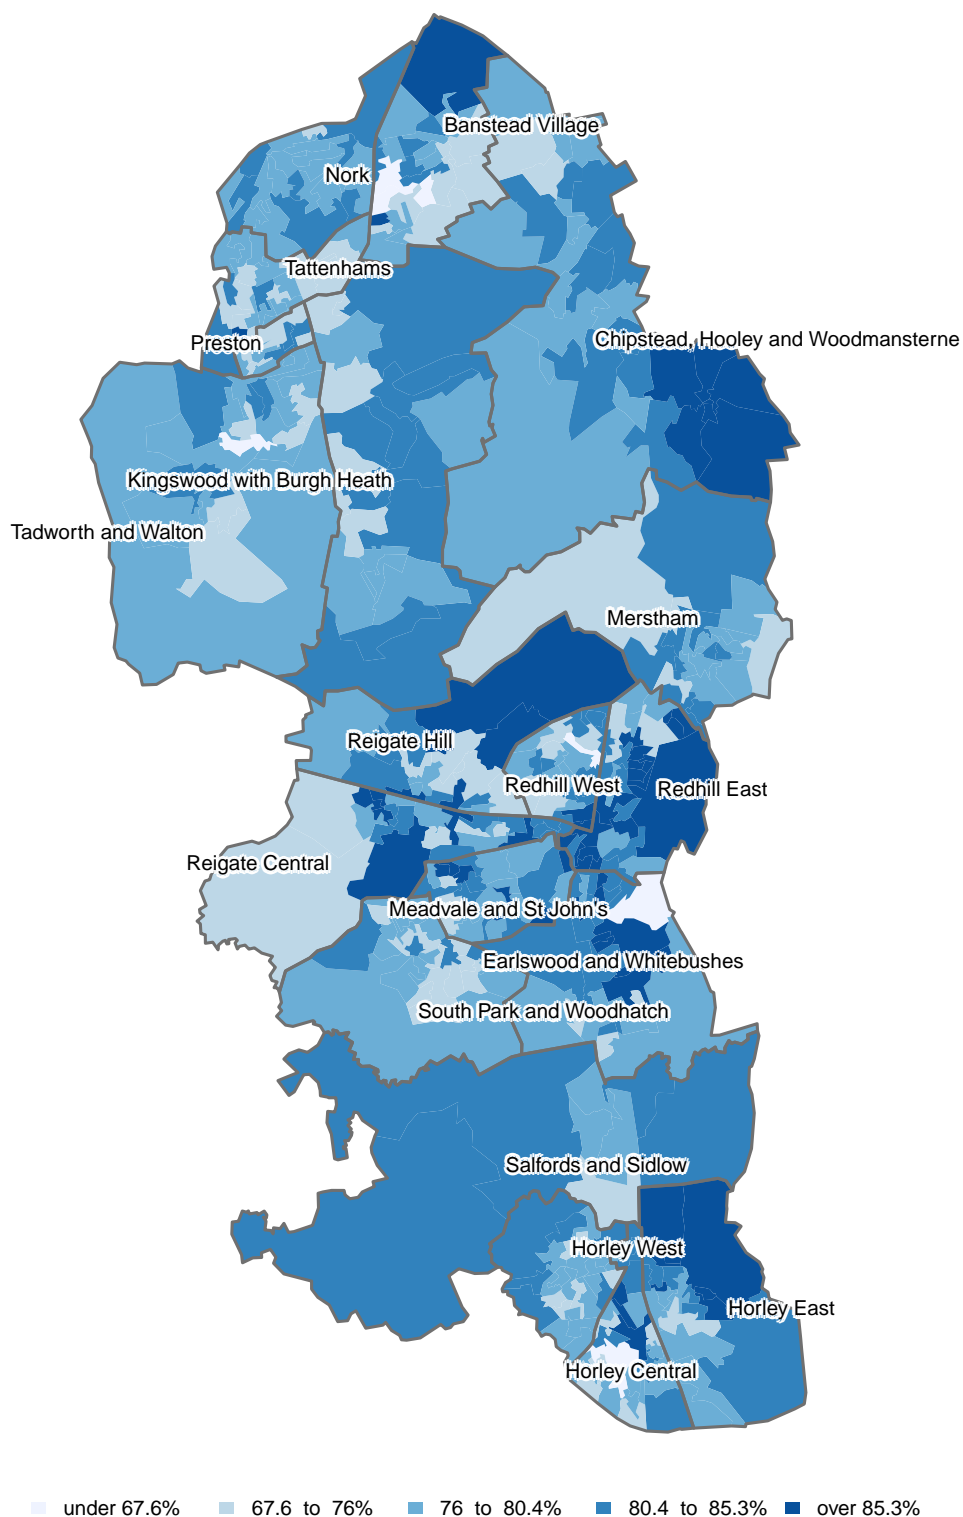 Banstead Village
Nork
Tattenhams
Chipstead, Hooley and Woodmansterne
Preston
Kingswood with Burgh Heath
Tadworth and Walton
Merstham
Reigate Hill
Redhill West
Redhill East
Reigate Central
Meadvale and St John's
Earlswood and Whitebushes
South Park and Woodhatch
Salfords and Sidlow
Horley West
Horley East
Horley Central
under 67.6% 67.6 to 76% 76 to 80.4% 80.4 to 85.3% over 85.3%